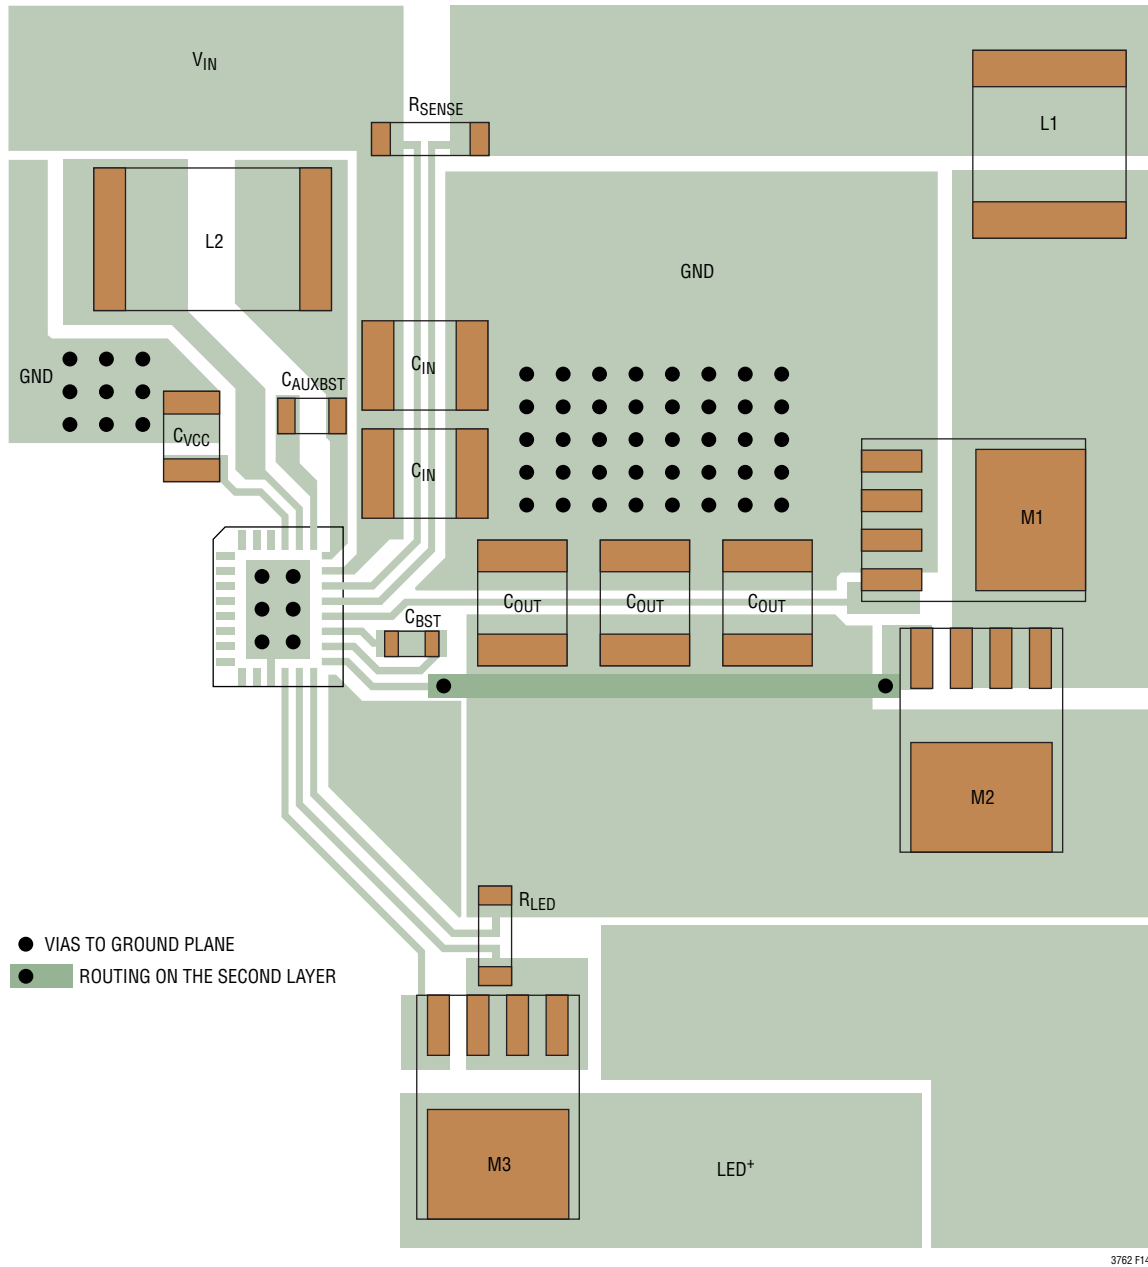 VIN
RSENSE
L1
L2
GND
GND
CIN
CAUXBST
CVCC
CIN
M1
COUT
COUT
COUT
CBST
M2
RLED
VIAS TO GROUND PLANE
ROUTING ON THE SECOND LAYER
M3
LED+
3762 F14